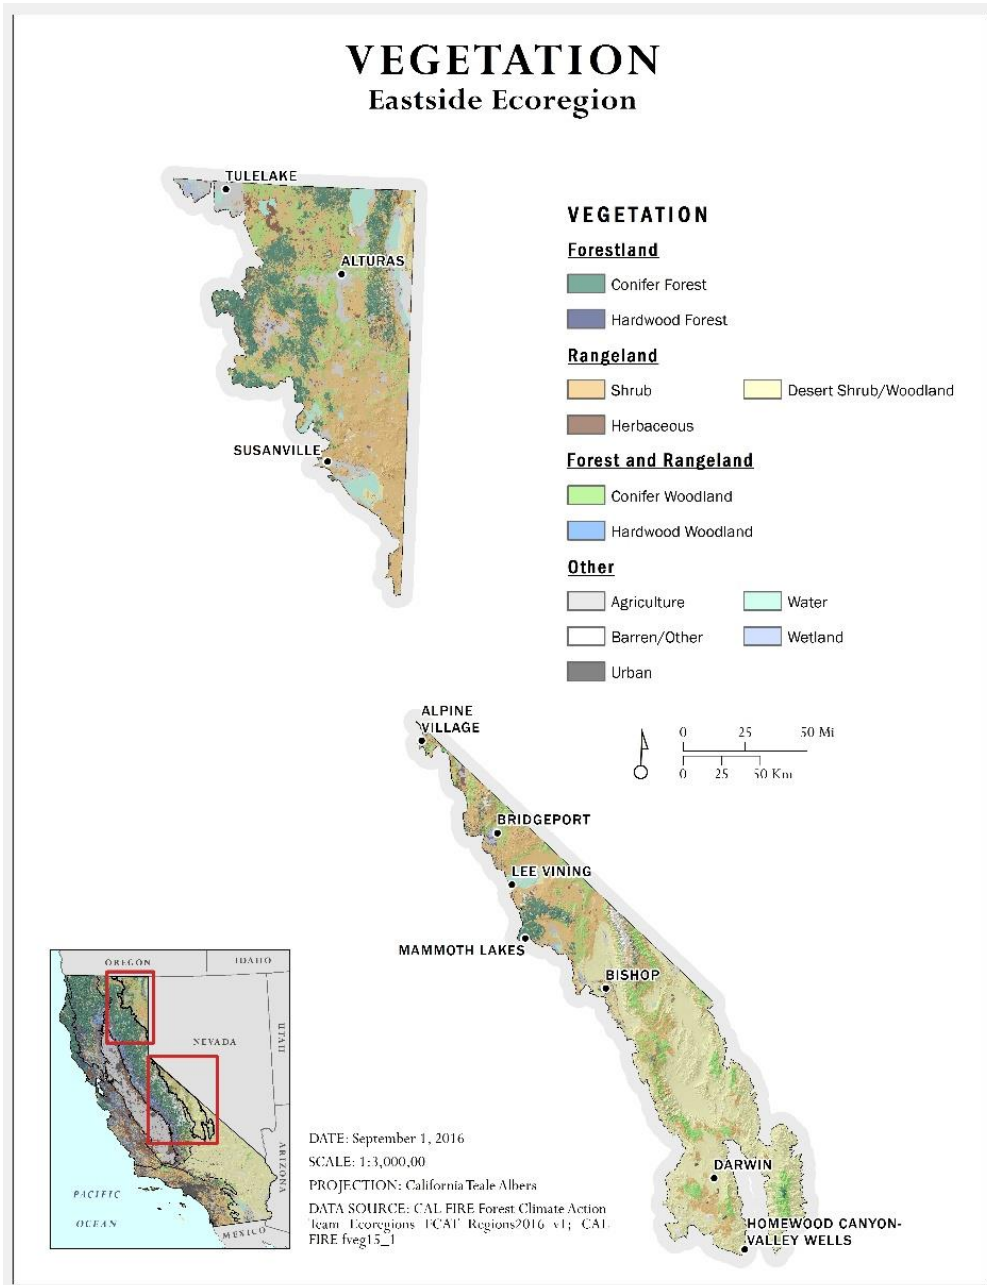 VEGETATION
Eastside Ecoregion
TULELAKE
ALTURAS
SUSANVILLE
VEGETATION
Forestland
Conifer Forest
Hardwood Forest
Rangeland
Shrub
Desert Shrub/Woodland
Herbaceous
Forest and Rangeland
Conifer Woodland
Hardwood Woodland
Other
Agriculture
Water
Barren/Other
Wetland
Urban
ALPINE
VILLAGE
0 25 50 Mi
0 25 50 Km
BRIDGEPORT
LEE VINING
MAMMOTH LAKES
BISHOP
DARWIN
HOMEWOOD CANYON-
VALLEY WELLS
OREGON
IDAHO
NEVADA
UTAH
ARIZONA
PACIFIC
OCEAN
MEXICO
DATE: September 1, 2016
SCALE: 1:3,000,00
PROJECTION: California Teale Albers
DATA SOURCE: CAL FIRE Forest Climate Action
Team Ecoregions FCAT_Regions2016_v1; CAL
FIRE fveg15_1